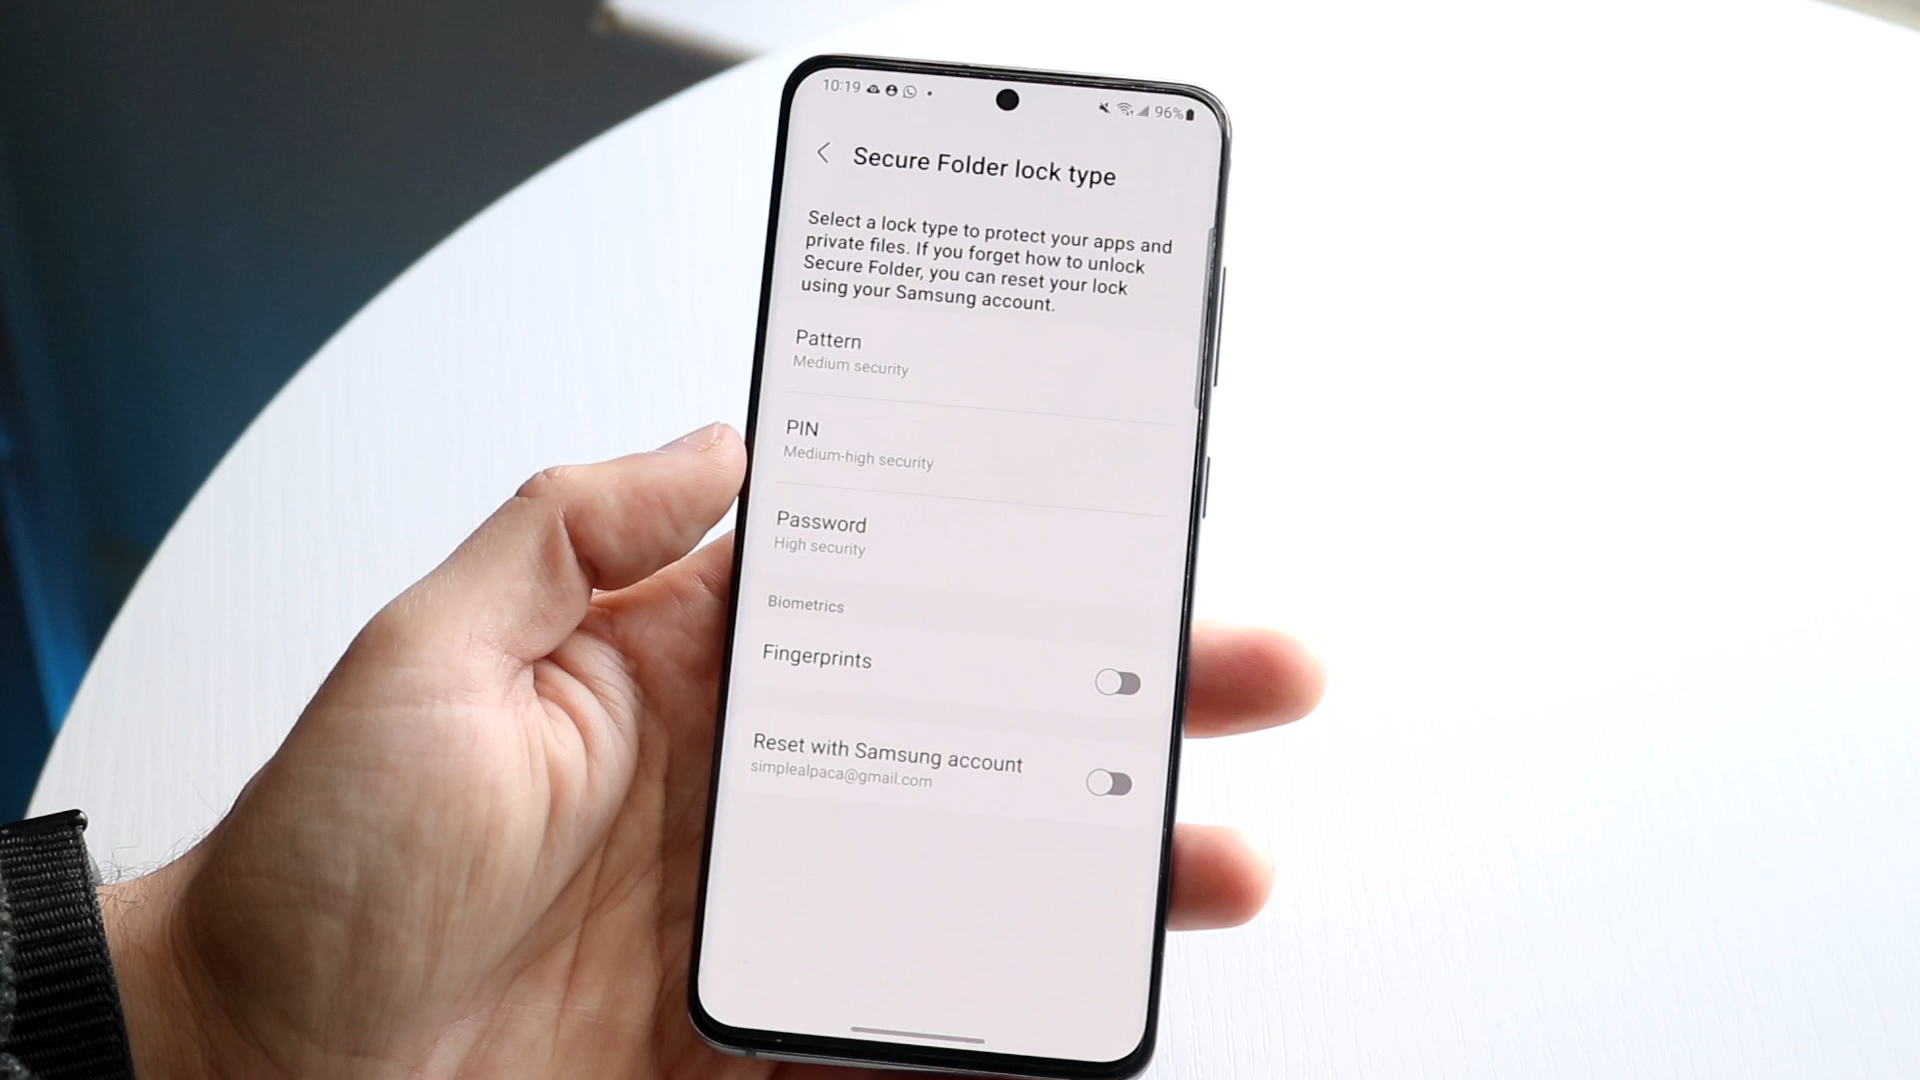 10:19
96%
Secure Folder lock type
Select a lock type to protect your apps and
private files. If you forget how to unlock
Secure Folder, you can reset your lock
using your Samsung account.
Pattern
Medium security
PIN
Medium-high security
Password
High security
Biometrics
Fingerprints
Reset with Samsung account
simplealpaca@gmail.com